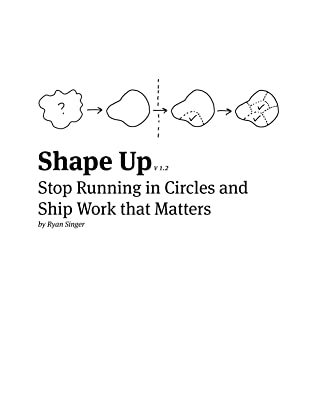 ?
Shape Up v 1.2
Stop Running in Circles and
Ship Work that Matters
by Ryan Singer